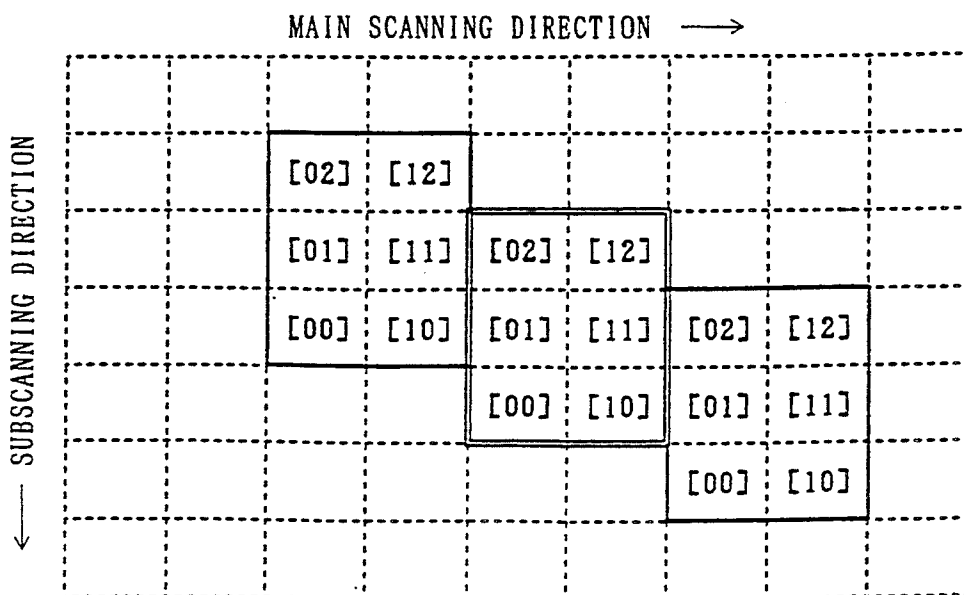 MAIN SCANNING DIRECTION →
SUBSCANNING DIRECTION
[02] [12]
[01] [11] [02] [12]
[00] [10] [01] [11] [02] [12]
[00] [10] [01] [11]
[00] [10]